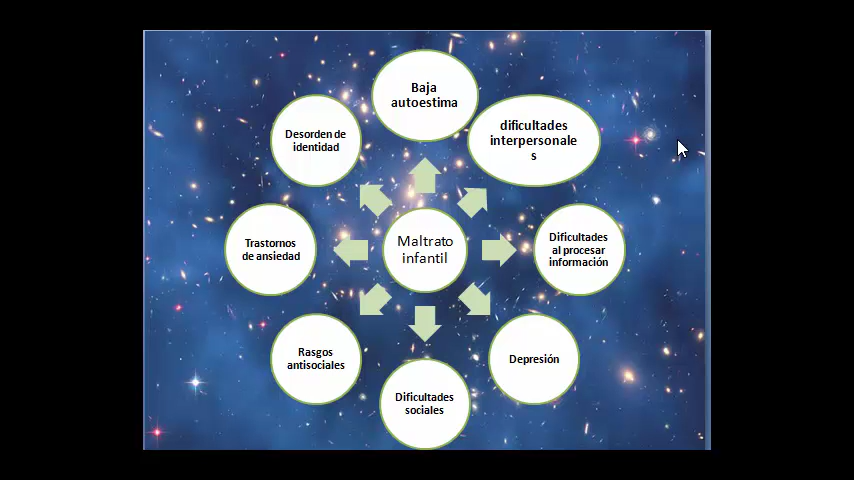 Baja
autoestima
dificultades
interpersonale
s
Desorden de
identidad
Maltrato
infantil
Trastornos
de ansiedad
Dificultades
al procesar
información
Rasgos
antisociales
Depresión
Dificultades
sociales